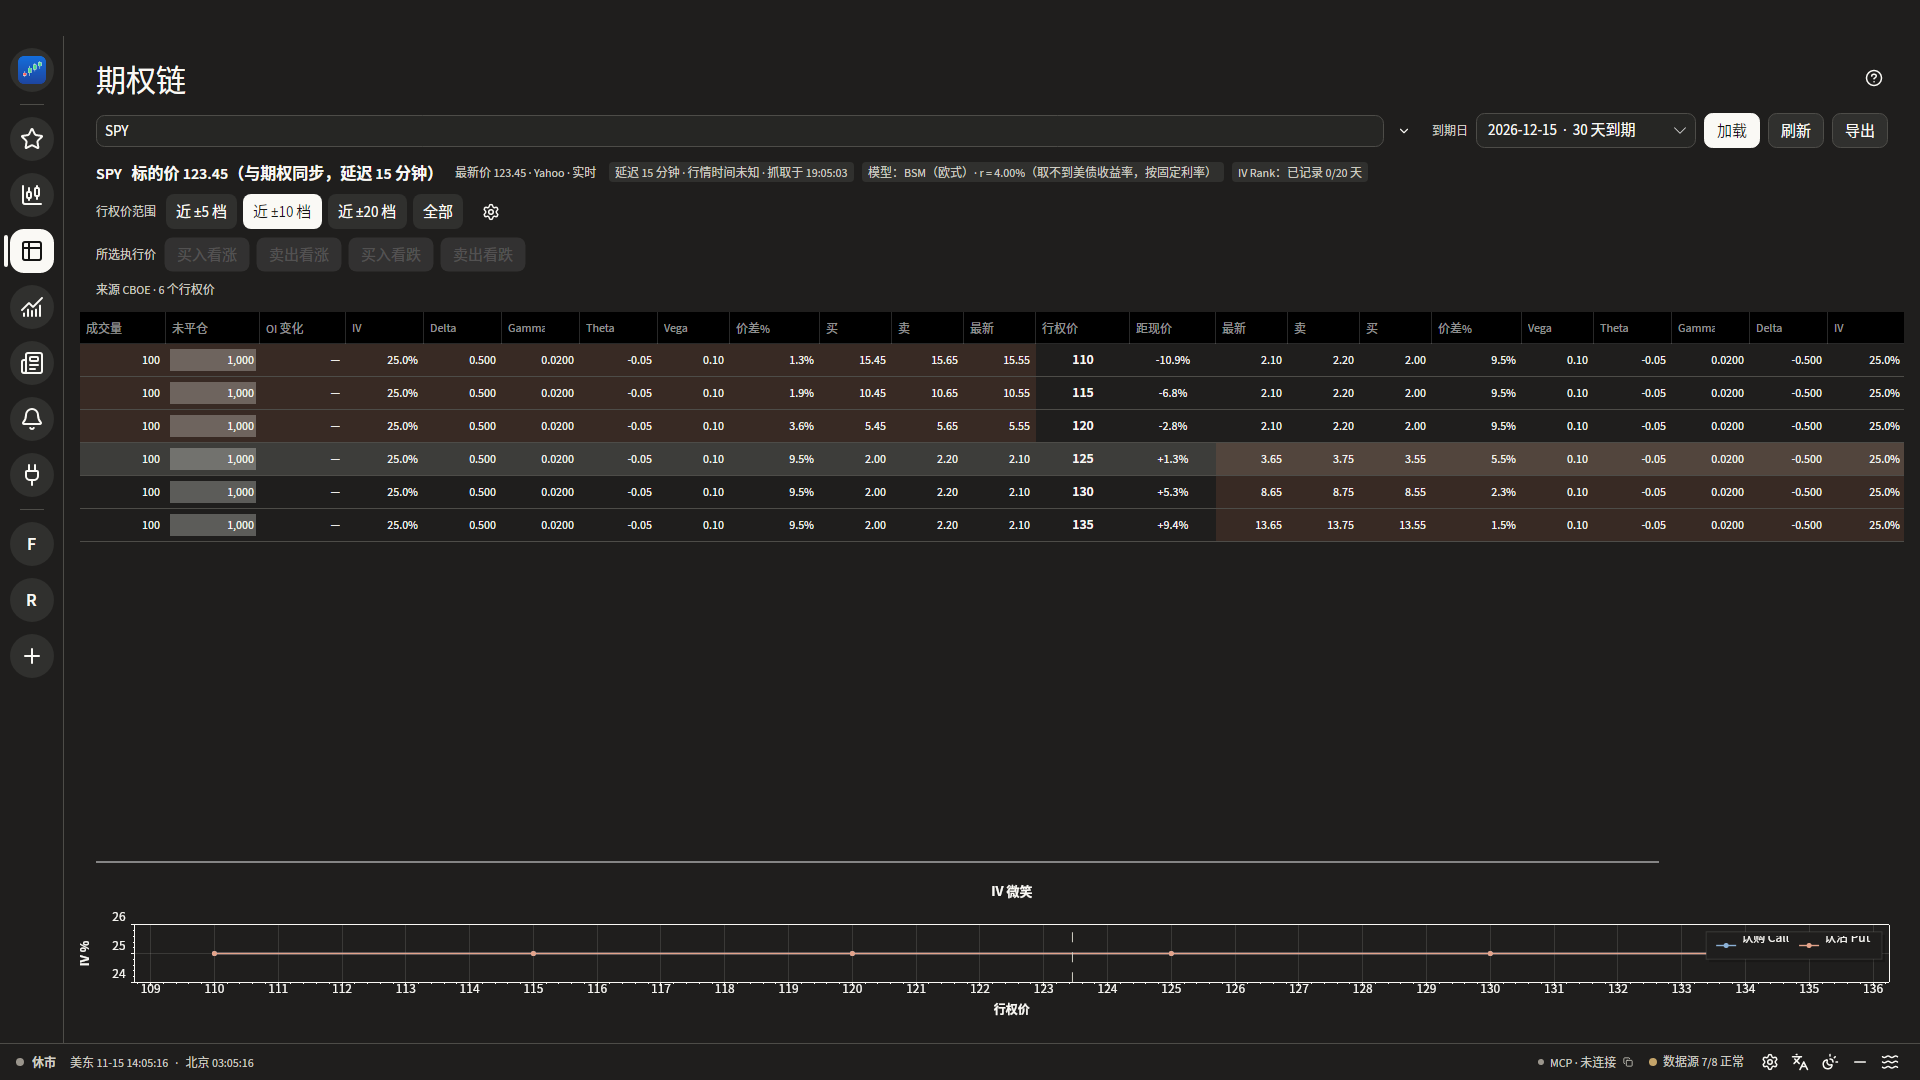 期权链
SPY
到期日 2026-12-15 · 30 天到期 加载 刷新 导出
SPY 标的价 123.45（与期权同步，延迟 15 分钟） 最新价 123.45 · Yahoo · 实时 延迟 15 分钟 · 行情时间未知 · 抓取于 19:05:03 模型：BSM（欧式）· r = 4.00%（取不到美债收益率，按固定利率） IV Rank：已记录 0/20 天
行权价范围 近 ±5 档 近 ±10 档 近 ±20 档 全部
所选执行价 买入看涨 卖出看涨 买入看跌 卖出看跌
来源 CBOE · 6 个行权价
成交量 未平仓 OI 变化 IV Delta Gamma Theta Vega 价差% 买 卖 最新 行权价 距现价 最新 卖 买 价差% Vega Theta Gamma Delta IV
100 1,000 — 25.0% 0.500 0.0200 -0.05 0.10 1.3% 15.45 15.65 15.55 110 -10.9% 2.10 2.20 2.00 9.5% 0.10 -0.05 0.0200 -0.500 25.0%
100 1,000 — 25.0% 0.500 0.0200 -0.05 0.10 1.9% 10.45 10.65 10.55 115 -6.8% 2.10 2.20 2.00 9.5% 0.10 -0.05 0.0200 -0.500 25.0%
100 1,000 — 25.0% 0.500 0.0200 -0.05 0.10 3.6% 5.45 5.65 5.55 120 -2.8% 2.10 2.20 2.00 9.5% 0.10 -0.05 0.0200 -0.500 25.0%
100 1,000 — 25.0% 0.500 0.0200 -0.05 0.10 9.5% 2.00 2.20 2.10 125 +1.3% 3.65 3.75 3.55 5.5% 0.10 -0.05 0.0200 -0.500 25.0%
100 1,000 — 25.0% 0.500 0.0200 -0.05 0.10 9.5% 2.00 2.20 2.10 130 +5.3% 8.65 8.75 8.55 2.3% 0.10 -0.05 0.0200 -0.500 25.0%
100 1,000 — 25.0% 0.500 0.0200 -0.05 0.10 9.5% 2.00 2.20 2.10 135 +9.4% 13.65 13.75 13.55 1.5% 0.10 -0.05 0.0200 -0.500 25.0%
F
R
IV 微笑
IV %
26
25
24
认购 Call 认沽 Put
109 110 111 112 113 114 115 116 117 118 119 120 121 122 123 124 125 126 127 128 129 130 131 132 133 134 135 136
行权价
休市 美东 11-15 14:05:16 · 北京 03:05:16 MCP · 未连接 数据源 7/8 正常